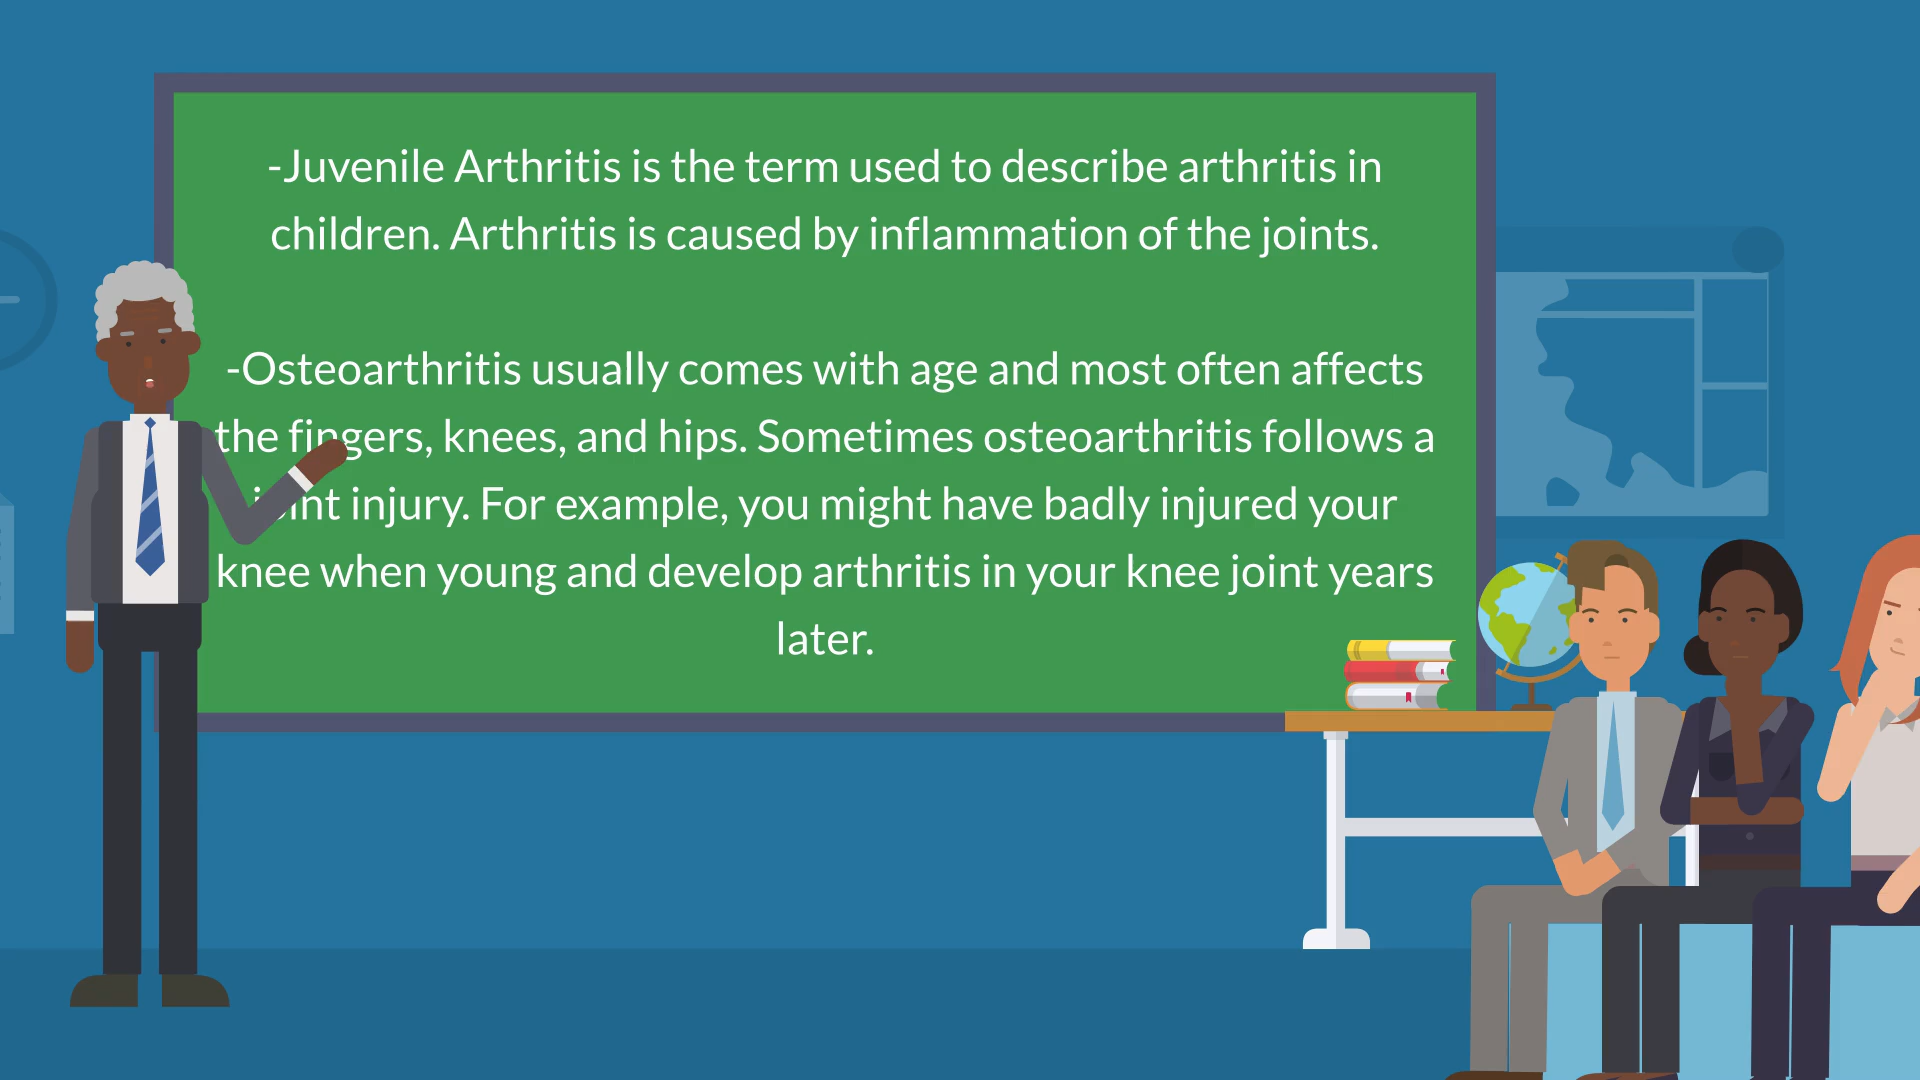 -Juvenile Arthritis is the term used to describe arthritis in
children. Arthritis is caused by inflammation of the joints.
-Osteoarthritis usually comes with age and most often affects
the fingers, knees, and hips. Sometimes osteoarthritis follows a
joint injury. For example, you might have badly injured your
knee when young and develop arthritis in your knee joint years
later.